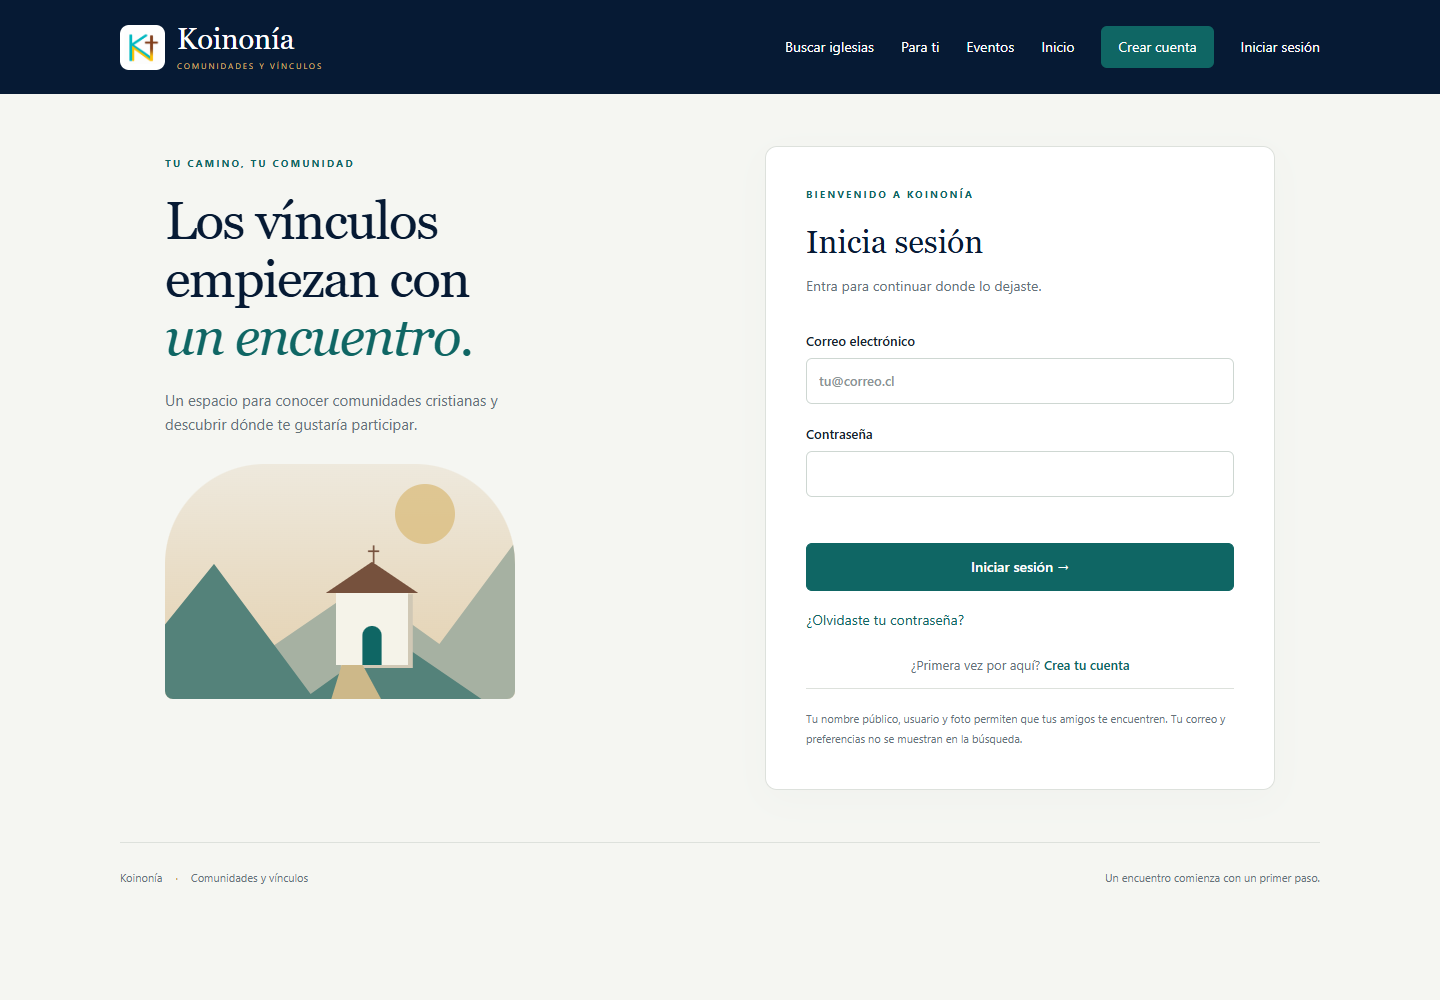 Koinonía
COMUNIDADES Y VÍNCULOS
Buscar iglesias
Para ti
Eventos
Inicio
Crear cuenta
Iniciar sesión
TU CAMINO, TU COMUNIDAD
Los vínculos
empiezan con
un encuentro.
Un espacio para conocer comunidades cristianas y
descubrir dónde te gustaría participar.
BIENVENIDO A KOINONÍA
Inicia sesión
Entra para continuar donde lo dejaste.
Correo electrónico
tu@correo.cl
Contraseña
Iniciar sesión →
¿Olvidaste tu contraseña?
¿Primera vez por aquí? Crea tu cuenta
Tu nombre público, usuario y foto permiten que tus amigos te encuentren. Tu correo y
preferencias no se muestran en la búsqueda.
Koinonía · Comunidades y vínculos
Un encuentro comienza con un primer paso.